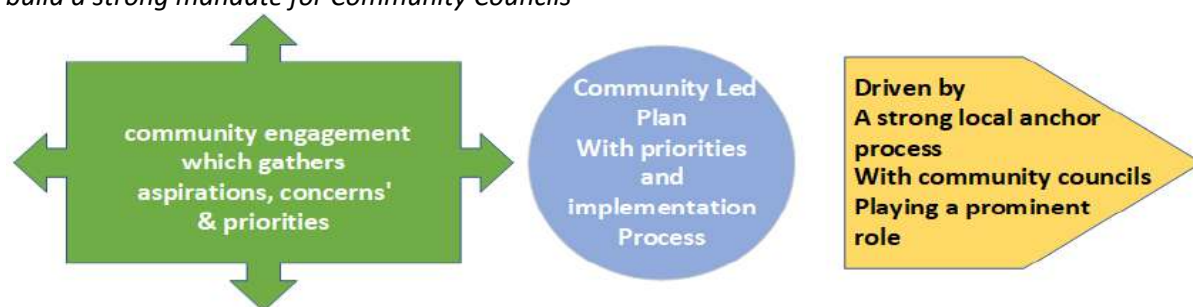 build a strong mandate for Community Councils
community engagement
which gathers
aspirations, concerns'
& priorities
Community Led
Plan
With priorities
and
implementation
Process
Driven by
A strong local anchor
process
With community councils
Playing a prominent
role